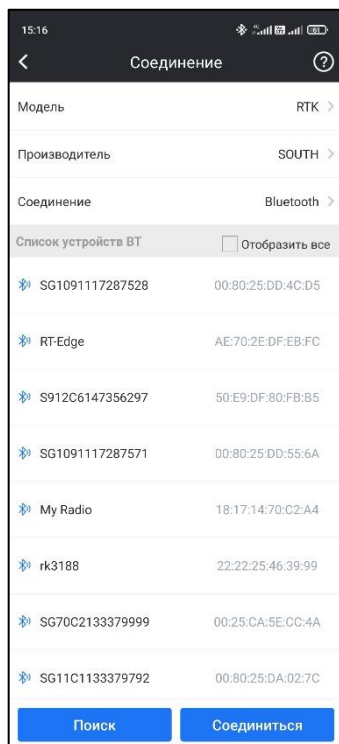 15:16
Соединение
Модель RTK
Производитель SOUTH
Соединение Bluetooth
Список устройств ВТ Отобразить все
SG1091117287528 00:80:25:DD:4C:D5
RT-Edge AE:70:2E:DF:EB:FC
S912C6147356297 50:E9:DF:80:FB:B5
SG1091117287571 00:80:25:DD:55:6A
My Radio 18:17:14:70:C2:A4
rk3188 22:22:25:46:39:99
SG70C2133379999 00:25:CA:5E:CC:4A
SG11C1133379792 00:80:25:DA:02:7C
Поиск Соединиться